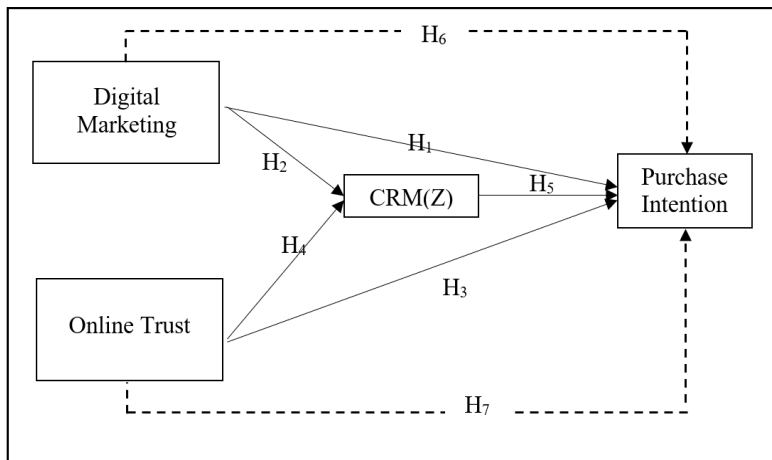 H₆
Digital
Marketing
H₁
H₂
CRM(Z)
H₅
Purchase
Intention
H₄
H₃
Online Trust
H₇